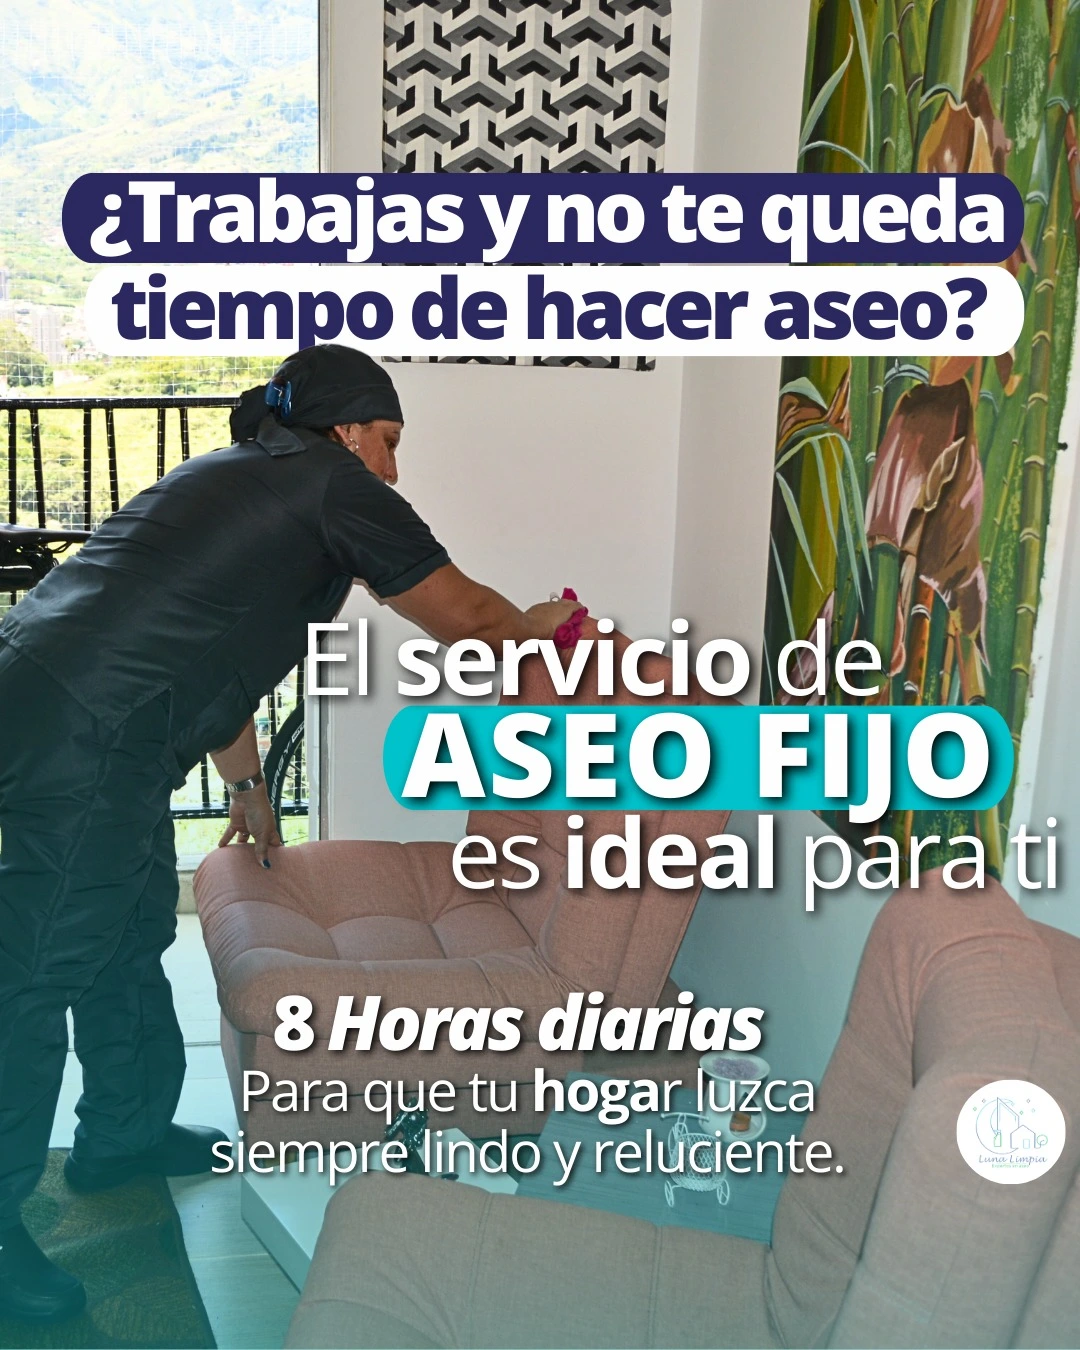 ¿Trabajas y no te queda
tiempo de hacer aseo?
El servicio de
ASEO FIJO
es ideal para ti
8 Horas diarias
Para que tu hogar luzca
siempre lindo y reluciente.
Luna Limpia